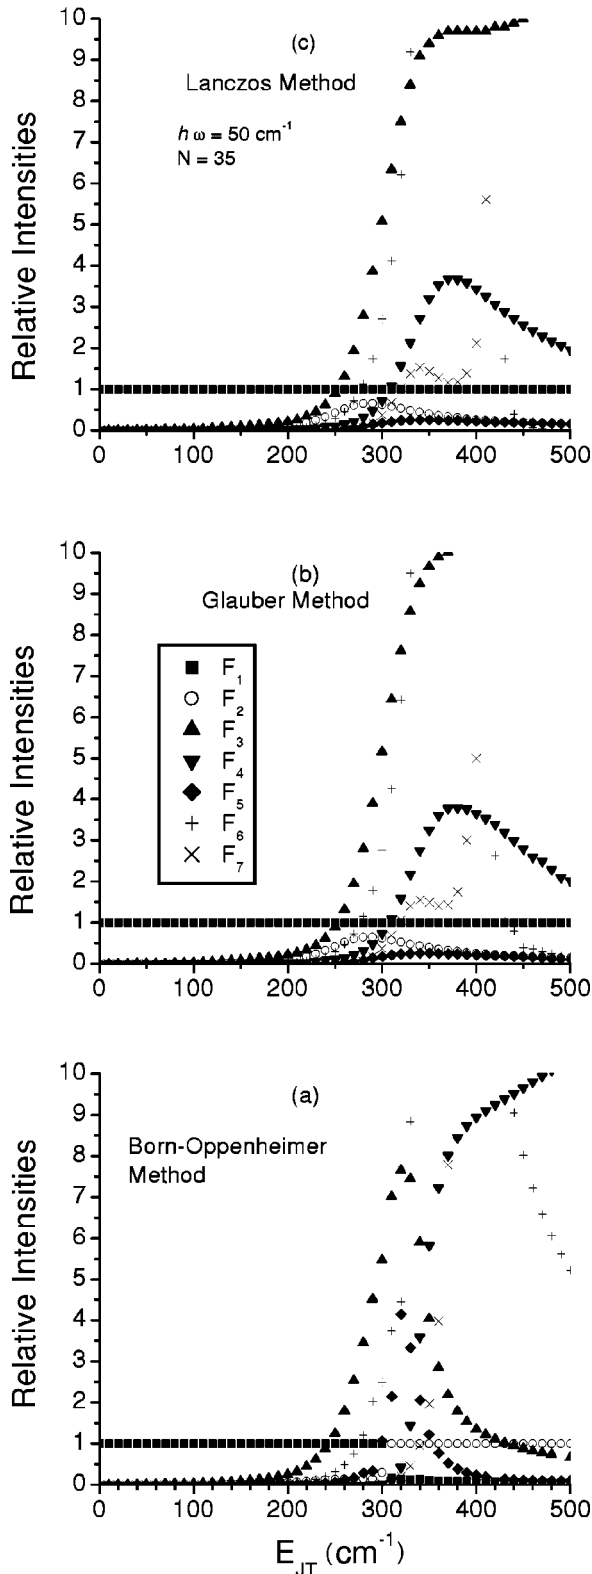 10
9
8
7
6
5
4
3
2
1
0
Relative Intensities
(c)
Lanczos Method
h ω = 50 cm⁻¹
N = 35
0 100 200 300 400 500
10
9
8
7
6
5
4
3
2
1
0
Relative Intensities
(b)
Glauber Method
F₁
F₂
F₃
F₄
F₅
F₆
F₇
0 100 200 300 400 500
10
9
8
7
6
5
4
3
2
1
0
Relative Intensities
(a)
Born-Oppenheimer
Method
0 100 200 300 400 500
E_JT (cm⁻¹)